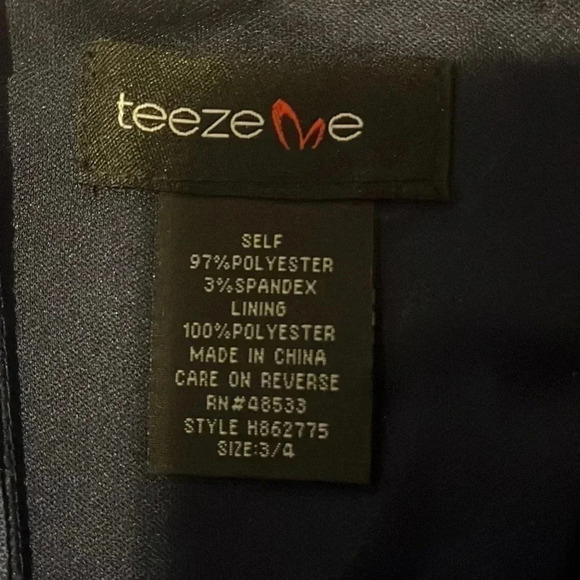 teezeme
SELF
97%POLYESTER
3%SPANDEX
LINING
100%POLYESTER
MADE IN CHINA
CARE ON REVERSE
RN#48533
STYLE H862775
SIZE:3/4